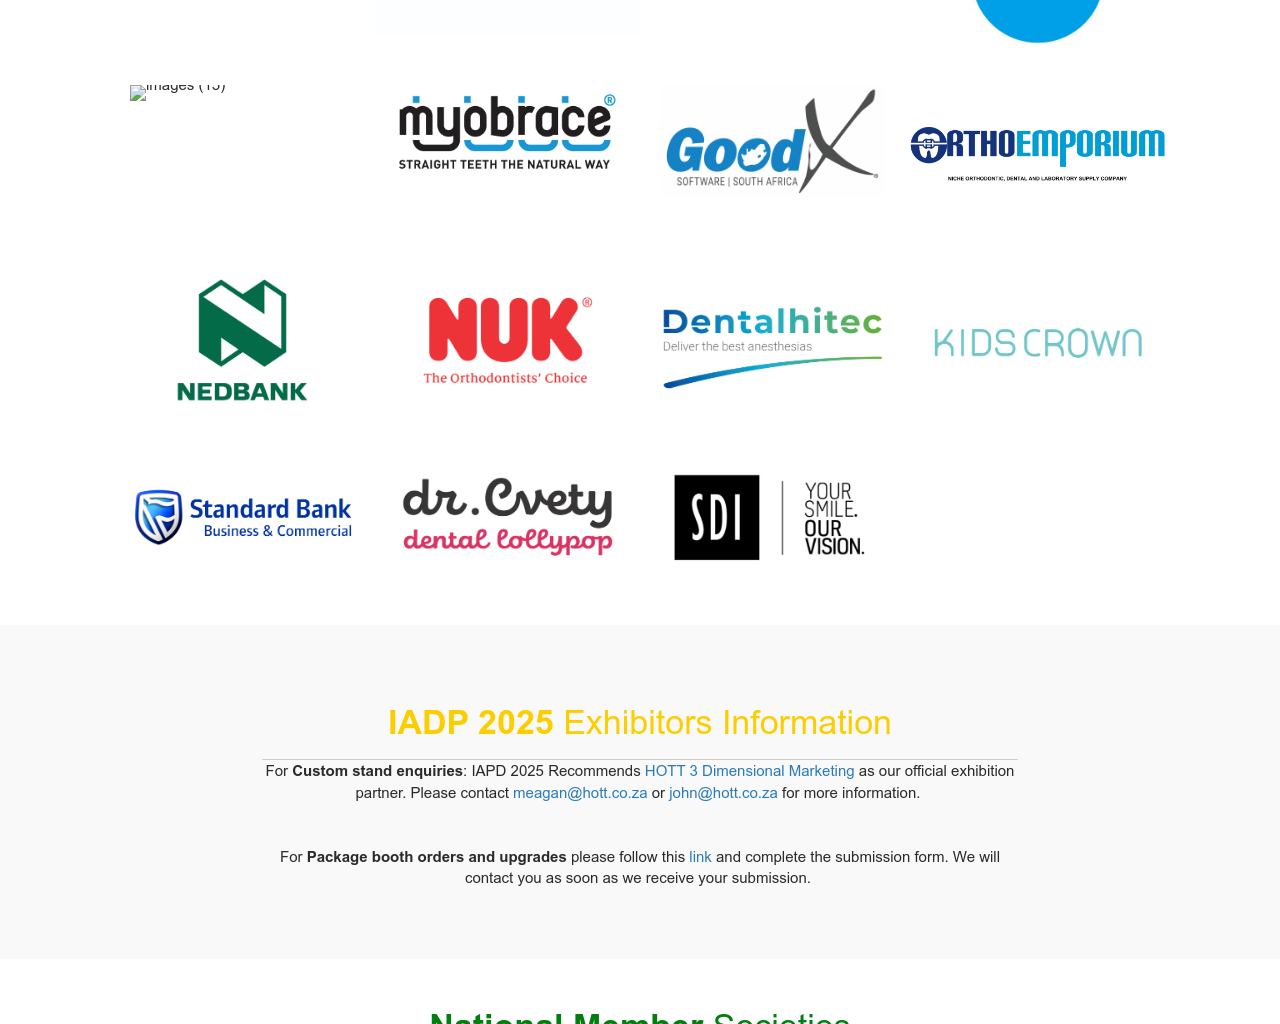 images (15)
myobrace®
STRAIGHT TEETH THE NATURAL WAY
GoodX
SOFTWARE | SOUTH AFRICA
ORTHOEMPORIUM
NICHE ORTHODONTIC, DENTAL AND LABORATORY SUPPLY COMPANY
NEDBANK
NUK®
The Orthodontists' Choice
Dentalhitec
Deliver the best anesthesias
KIDS CROWN
Standard Bank
Business & Commercial
dr. Cvety
dental lollypop
SDI
YOUR
SMILE.
OUR
VISION.
IADP 2025 Exhibitors Information
For Custom stand enquiries: IAPD 2025 Recommends HOTT 3 Dimensional Marketing as our official exhibition
partner. Please contact meagan@hott.co.za or john@hott.co.za for more information.
For Package booth orders and upgrades please follow this link and complete the submission form. We will
contact you as soon as we receive your submission.
National Member Societies